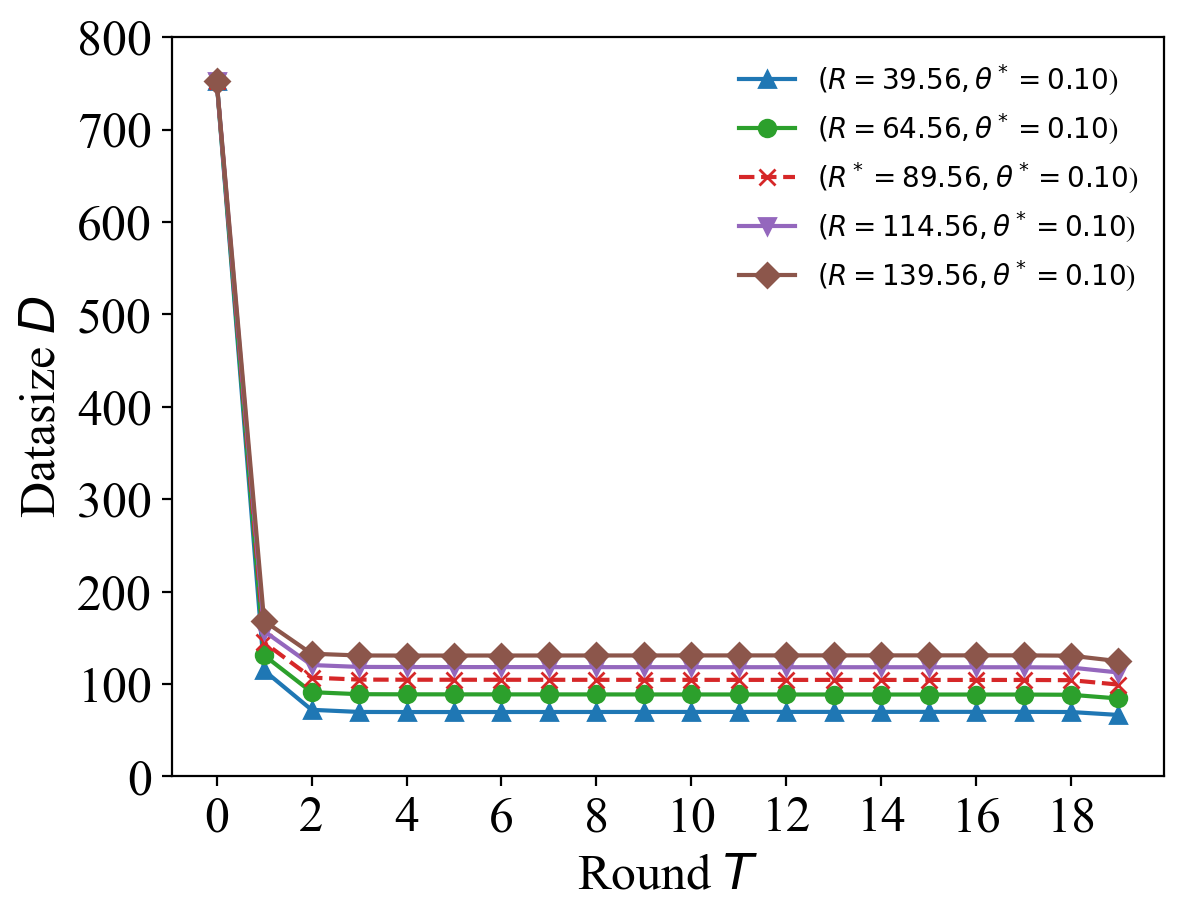 800
700
600
500
400
300
200
100
0
Datasize D
(R = 39.56, θ* = 0.10)
(R = 64.56, θ* = 0.10)
(R* = 89.56, θ* = 0.10)
(R = 114.56, θ* = 0.10)
(R = 139.56, θ* = 0.10)
0 2 4 6 8 10 12 14 16 18
Round T